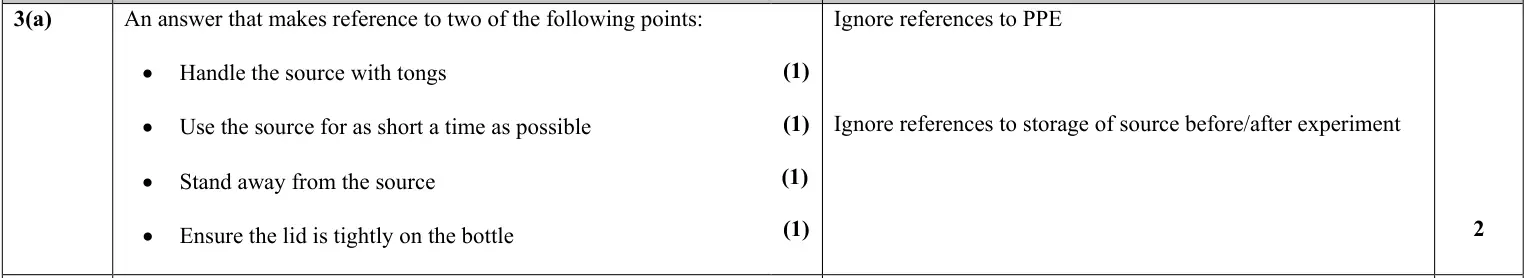 3(a) An answer that makes reference to two of the following points: Ignore references to PPE
• Handle the source with tongs (1)
• Use the source for as short a time as possible (1) Ignore references to storage of source before/after experiment
• Stand away from the source (1)
• Ensure the lid is tightly on the bottle (1) 2